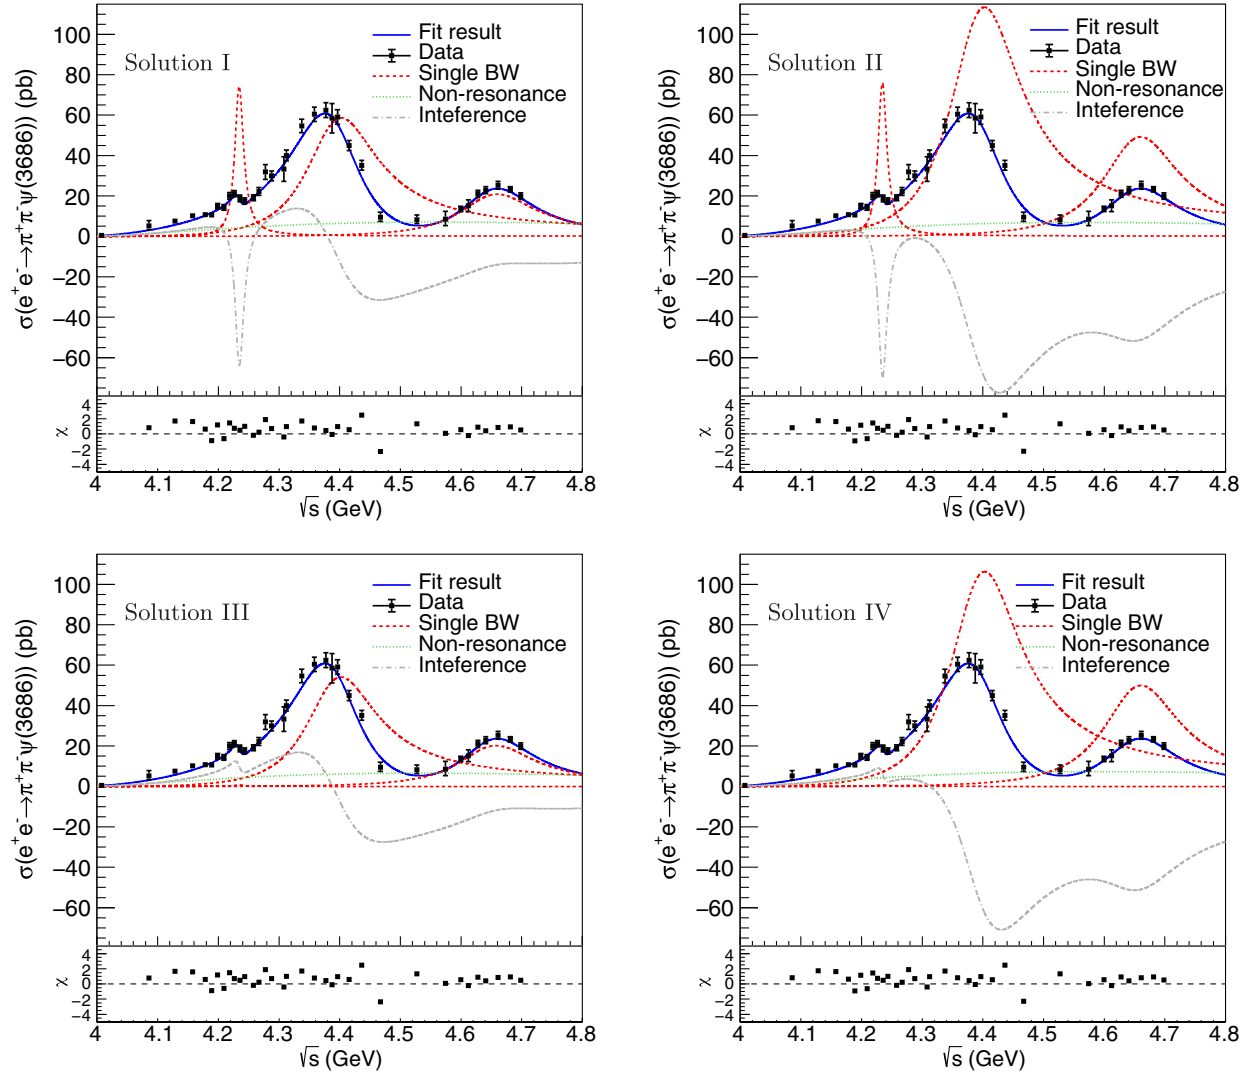 σ(e⁺e⁻→π⁺π⁻ψ(3686)) (pb)
100
80
60
40
20
0
−20
−40
−60
Solution I
Fit result
Data
Single BW
Non-resonance
Inteference
χ
4
2
0
−2
−4
4 4.1 4.2 4.3 4.4 4.5 4.6 4.7 4.8
√s (GeV)
σ(e⁺e⁻→π⁺π⁻ψ(3686)) (pb)
100
80
60
40
20
0
−20
−40
−60
Solution II
Fit result
Data
Single BW
Non-resonance
Inteference
χ
4
2
0
−2
−4
4 4.1 4.2 4.3 4.4 4.5 4.6 4.7 4.8
√s (GeV)
σ(e⁺e⁻→π⁺π⁻ψ(3686)) (pb)
100
80
60
40
20
0
−20
−40
−60
Solution III
Fit result
Data
Single BW
Non-resonance
Inteference
χ
4
2
0
−2
−4
4 4.1 4.2 4.3 4.4 4.5 4.6 4.7 4.8
√s (GeV)
σ(e⁺e⁻→π⁺π⁻ψ(3686)) (pb)
100
80
60
40
20
0
−20
−40
−60
Solution IV
Fit result
Data
Single BW
Non-resonance
Inteference
χ
4
2
0
−2
−4
4 4.1 4.2 4.3 4.4 4.5 4.6 4.7 4.8
√s (GeV)